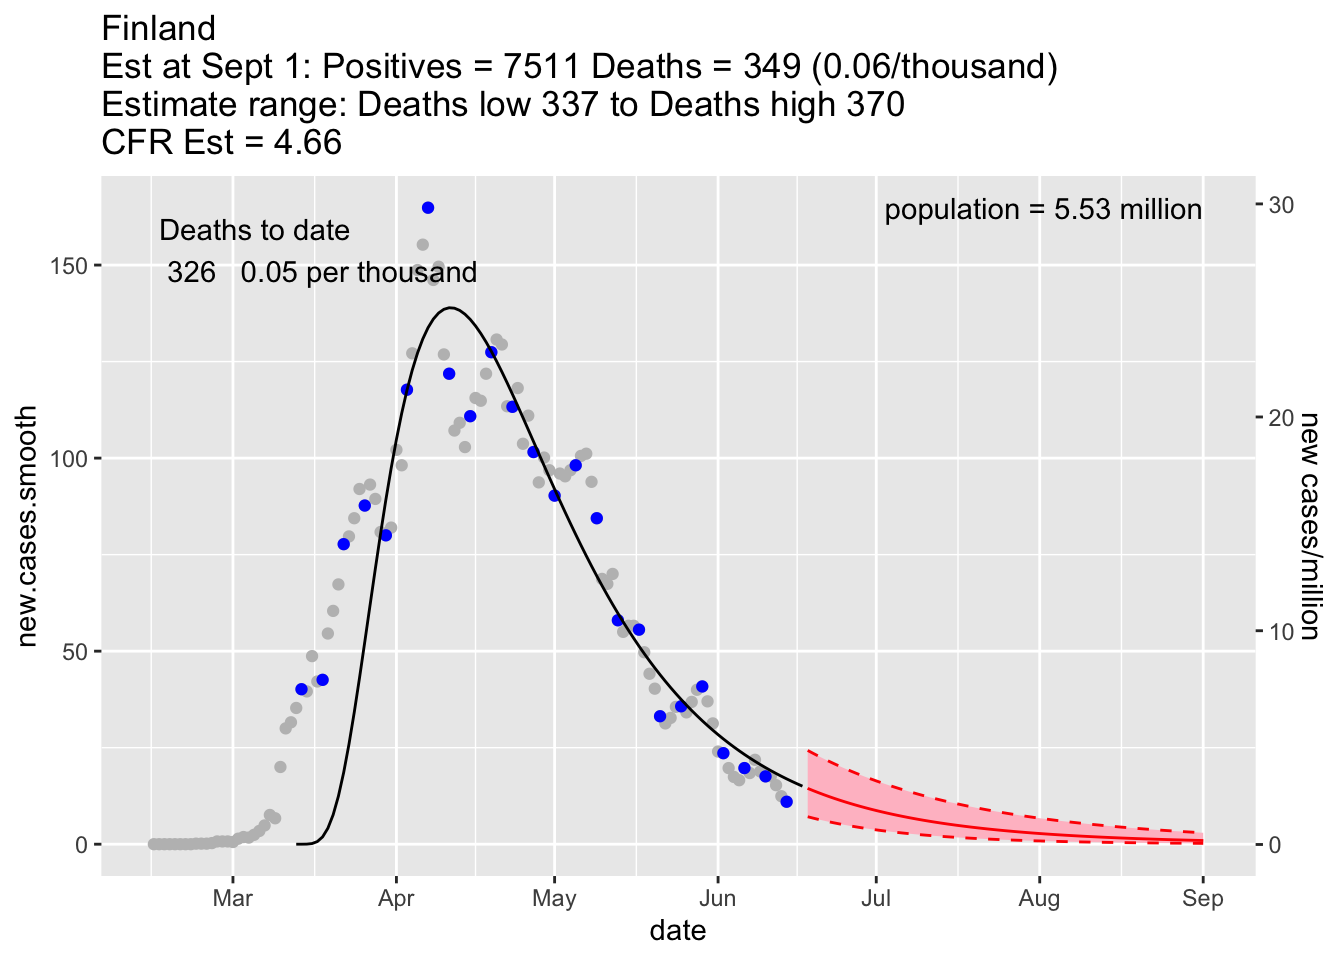 Finland
Est at Sept 1: Positives = 7511 Deaths = 349 (0.06/thousand)
Estimate range: Deaths low 337 to Deaths high 370
CFR Est = 4.66
Deaths to date
326 0.05 per thousand
population = 5.53 million
150
100
50
0
new.cases.smooth
30
20
10
0
new cases/million
Mar Apr May Jun Jul Aug Sep
date